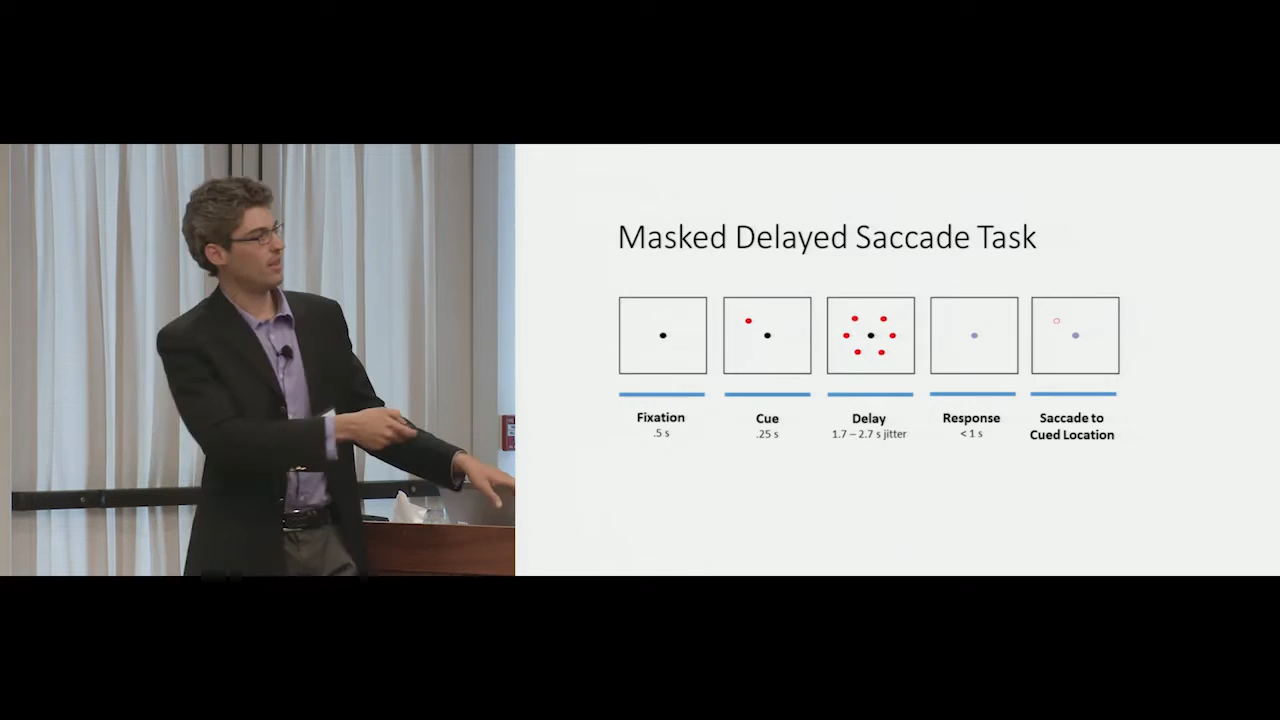 Masked Delayed Saccade Task
Fixation
.5 s
Cue
.25 s
Delay
1.7 – 2.7 s jitter
Response
< 1 s
Saccade to
Cued Location